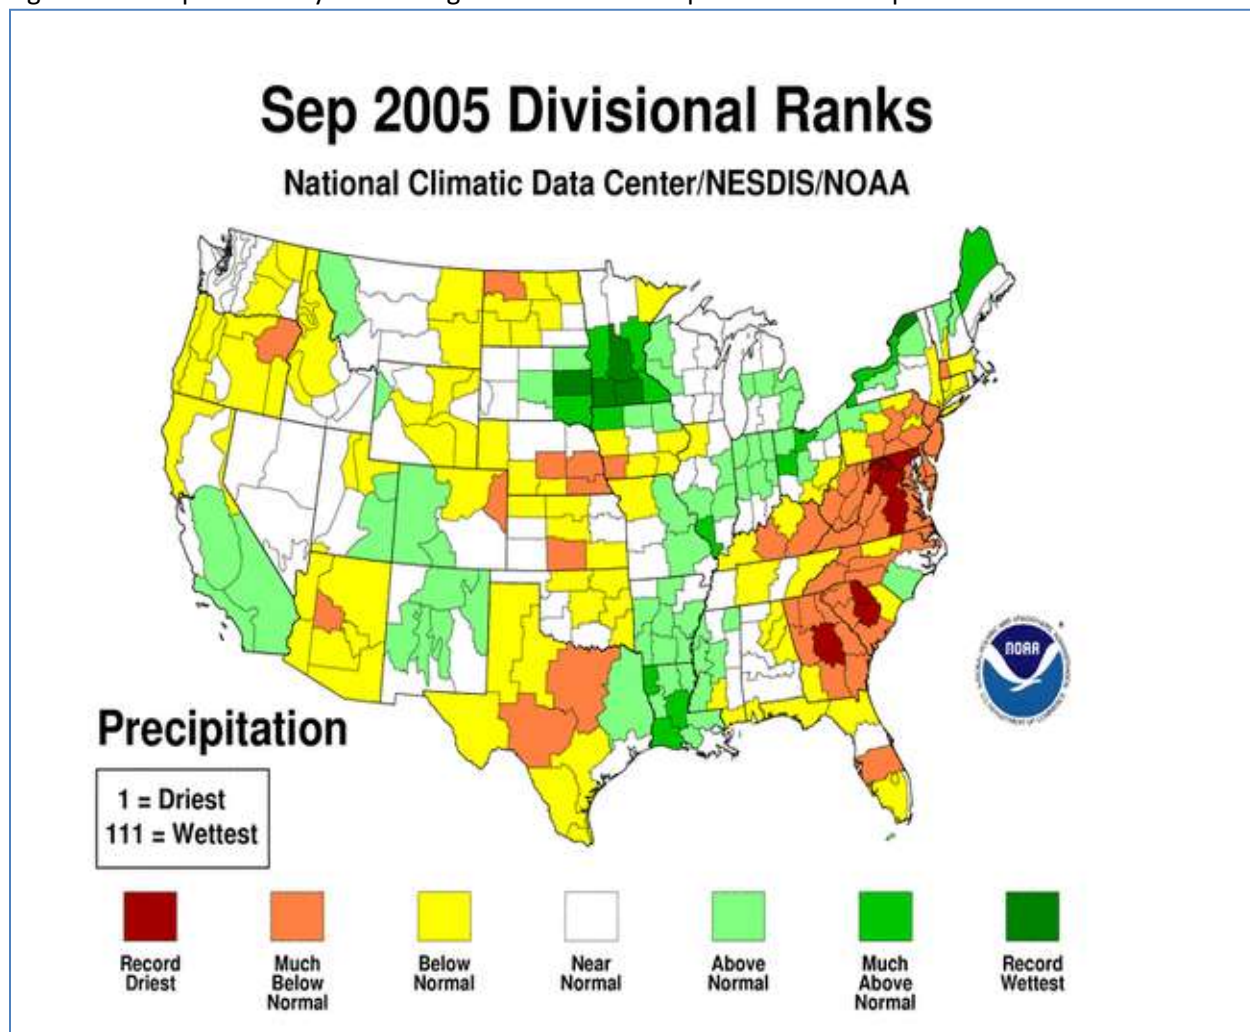 Sep 2005 Divisional Ranks
National Climatic Data Center/NESDIS/NOAA
NOAA
Precipitation
1 = Driest
111 = Wettest
Record
Driest
Much
Below
Normal
Below
Normal
Near
Normal
Above
Normal
Much
Above
Normal
Record
Wettest